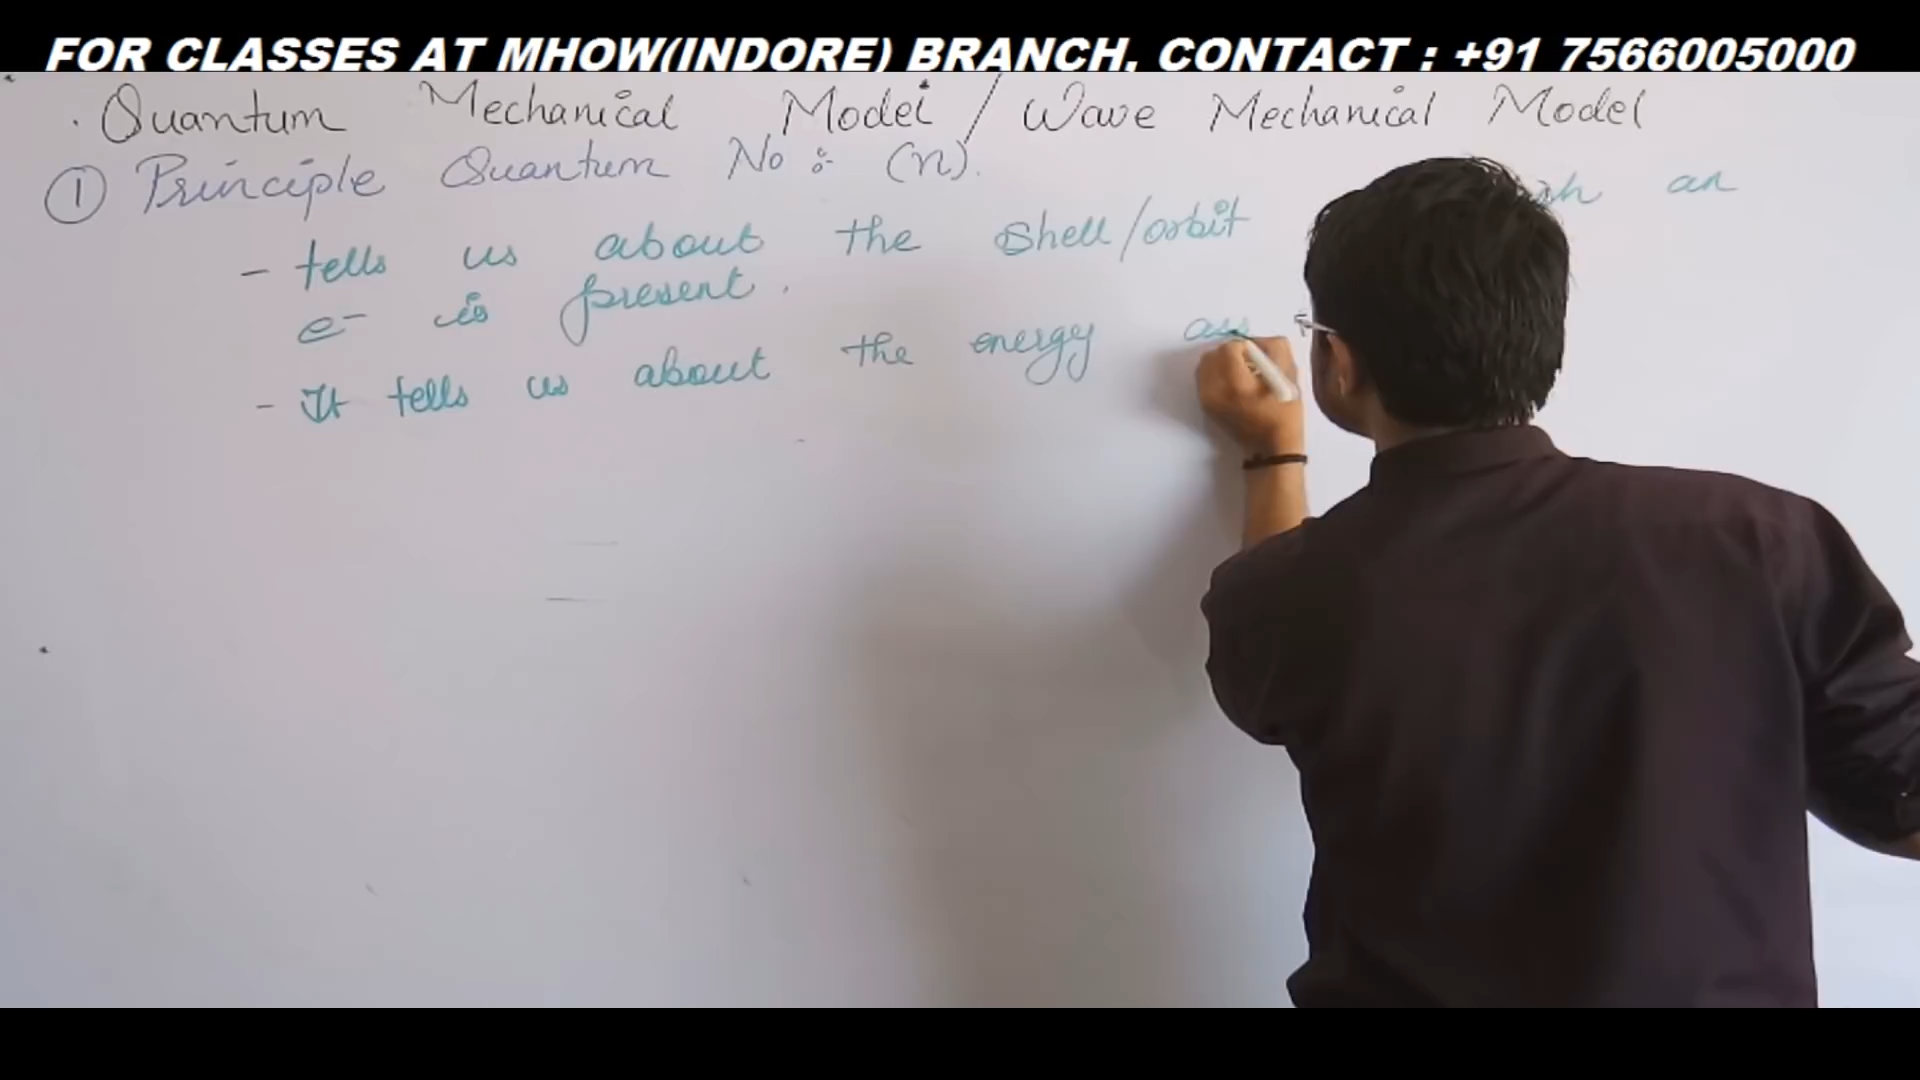 FOR CLASSES AT MHOW(INDORE) BRANCH, CONTACT : +91 7566005000
Quantum Mechanical Model / Wave Mechanical Model
① Principle Quantum No :- (n).
- tells us about the shell/orbit an
e⁻ is present.
- It tells us about the energy